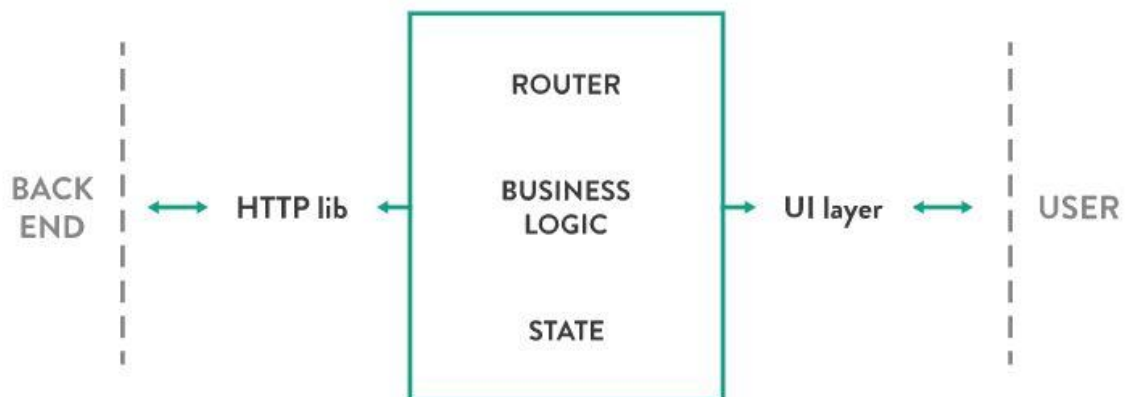 ROUTER
BACK
END
HTTP lib
BUSINESS
LOGIC
UI layer
USER
STATE